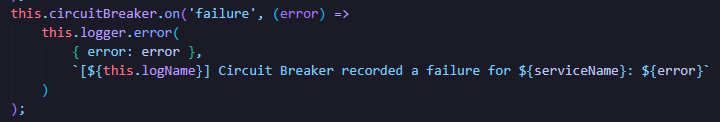 this.circuitBreaker.on('failure', (error) =>
    this.logger.error(
        { error: error },
        `[${this.logName}] Circuit Breaker recorded a failure for ${serviceName}: ${error}`
    )
);